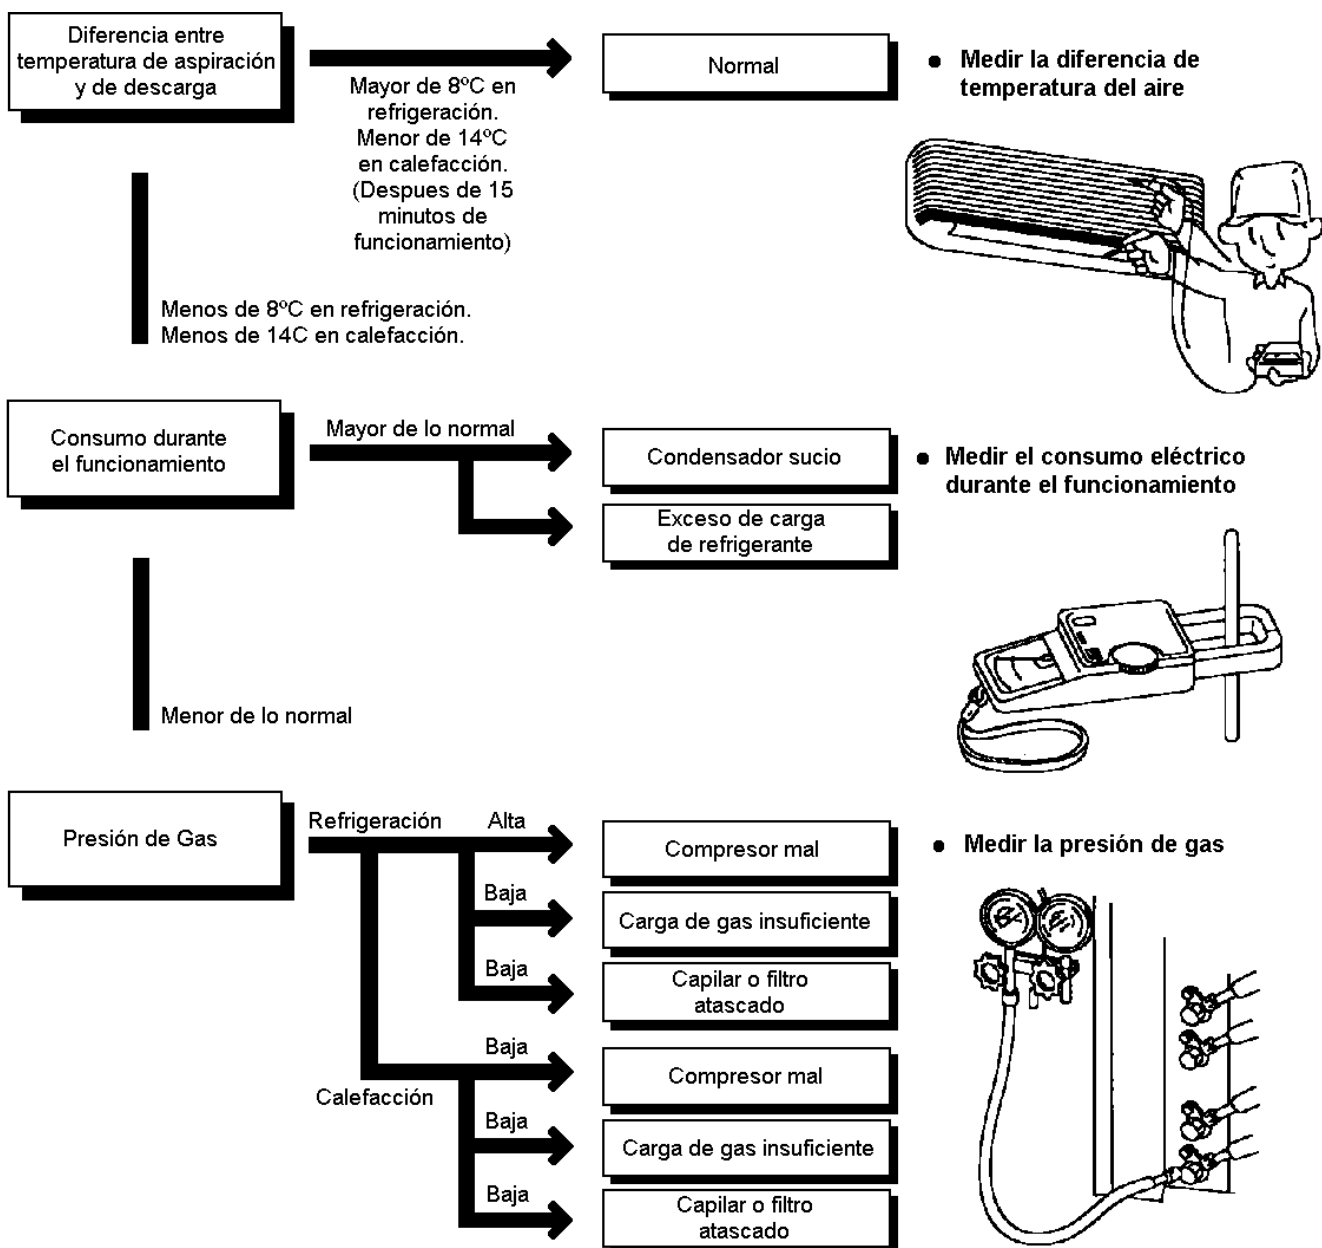 Diferencia entre
temperatura de aspiración
y de descarga
Mayor de 8ºC en
refrigeración.
Menor de 14ºC
en calefacción.
(Despues de 15
minutos de
funcionamiento)
Normal
● Medir la diferencia de
temperatura del aire
Menos de 8ºC en refrigeración.
Menos de 14C en calefacción.
Consumo durante
el funcionamiento
Mayor de lo normal
Condensador sucio
Exceso de carga
de refrigerante
● Medir el consumo eléctrico
durante el funcionamiento
Menor de lo normal
Presión de Gas
Refrigeración
Alta
Compresor mal
● Medir la presión de gas
Baja
Carga de gas insuficiente
Baja
Capilar o filtro
atascado
Calefacción
Baja
Compresor mal
Baja
Carga de gas insuficiente
Baja
Capilar o filtro
atascado